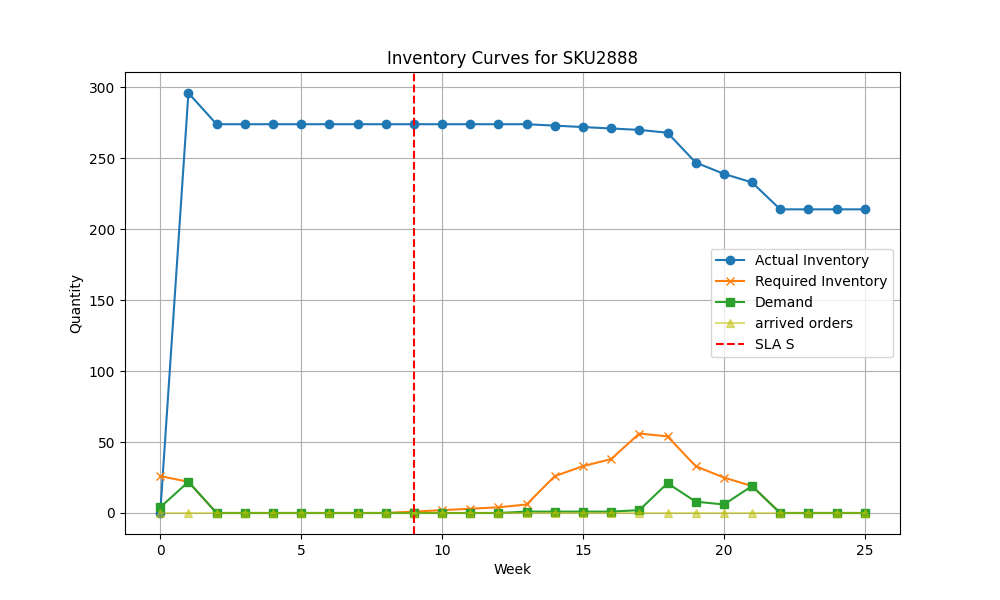 Inventory Curves for SKU2888
300
250
200
150
100
50
0
Quantity
Actual Inventory
Required Inventory
Demand
arrived orders
SLA S
0 5 10 15 20 25
Week